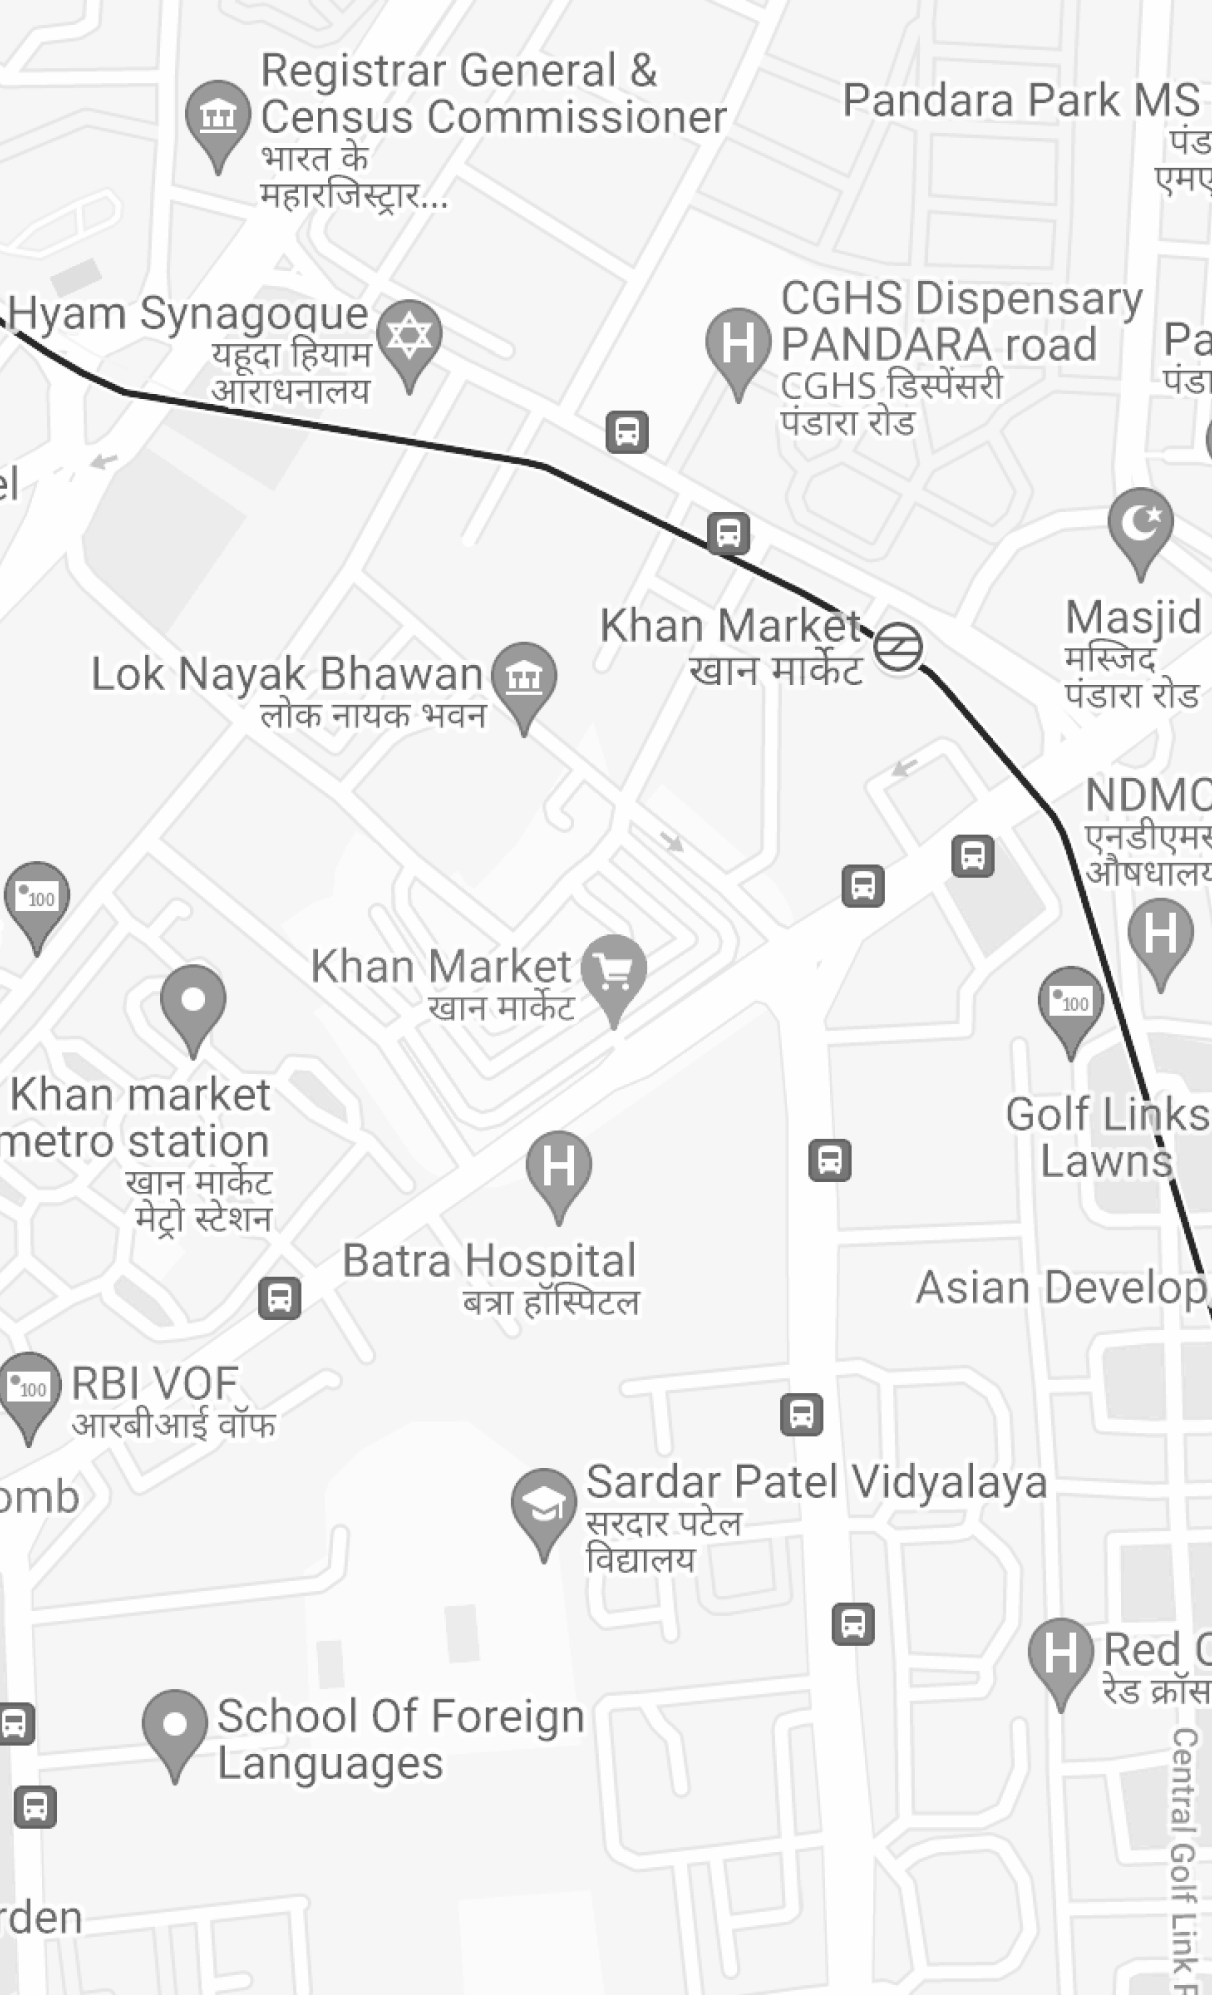 Registrar General &
Census Commissioner
भारत के
महारजिस्ट्रार...
Pandara Park MS
Hyam Synagogue
यहूदा हियाम
आराधनालय
CGHS Dispensary
PANDARA road
CGHS डिस्पेंसरी
पंडारा रोड
Khan Market
खान मार्केट
Masjid
मस्जिद
पंडारा रोड
Lok Nayak Bhawan
लोक नायक भवन
NDMC
100
Khan Market
खान मार्केट
100
Khan market
metro station
खान मार्केट
मेट्रो स्टेशन
Golf Links
Lawns
Batra Hospital
बत्रा हॉस्पिटल
Asian Develop
100
RBI VOF
आरबीआई वॉफ
Sardar Patel Vidyalaya
सरदार पटेल
विद्यालय
Red
रेड क्रॉस
School Of Foreign
Languages
Central Golf Link